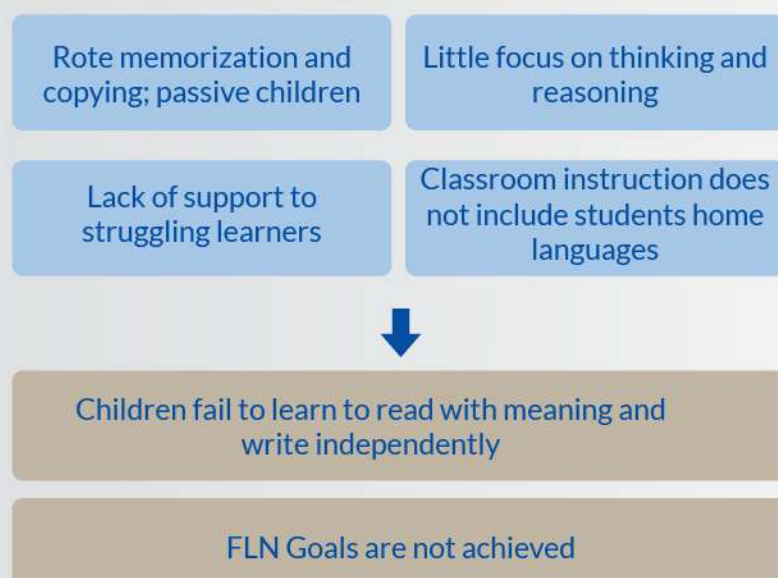 Rote memorization and
copying; passive children
Little focus on thinking and
reasoning
Lack of support to
struggling learners
Classroom instruction does
not include students home
languages
Children fail to learn to read with meaning and
write independently
FLN Goals are not achieved